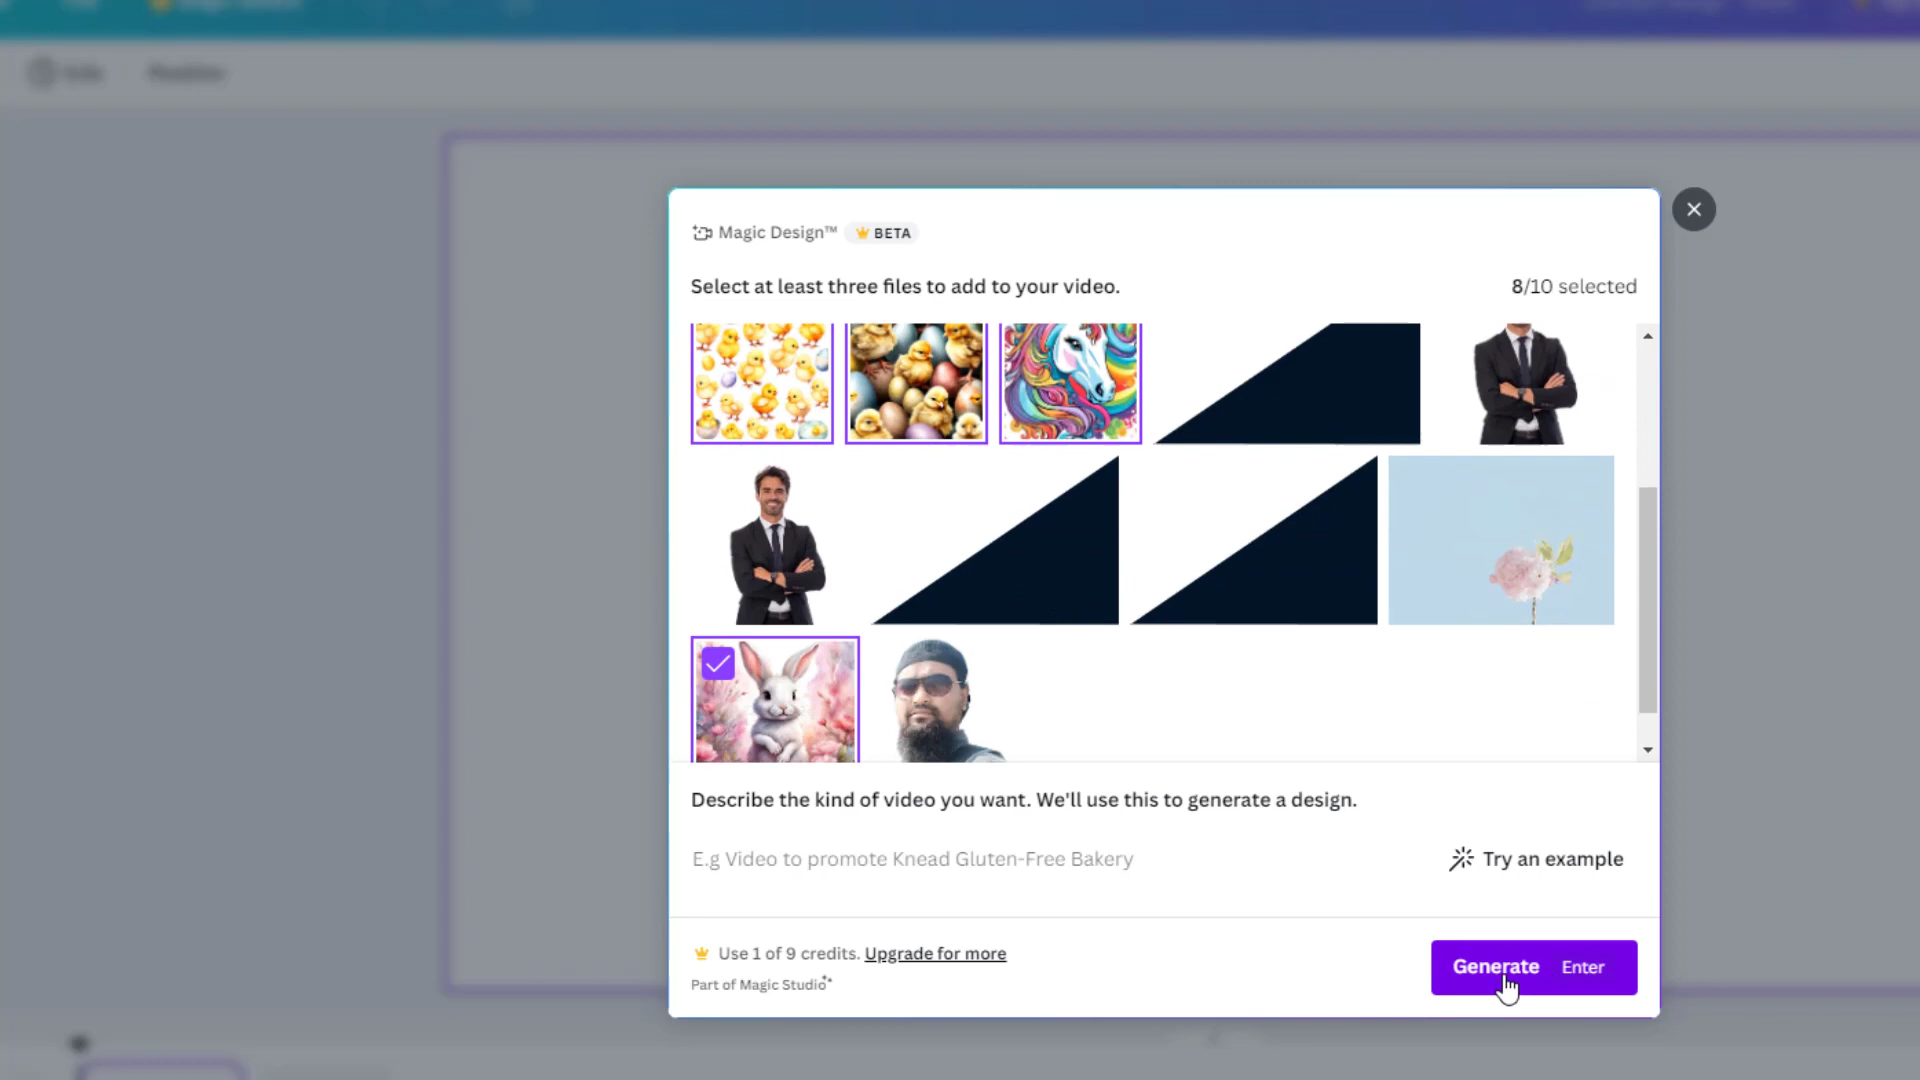 Magic Design™ BETA
Select at least three files to add to your video. 8/10 selected
Describe the kind of video you want. We'll use this to generate a design.
E.g Video to promote Knead Gluten-Free Bakery Try an example
Use 1 of 9 credits. Upgrade for more
Generate Enter
Part of Magic Studio